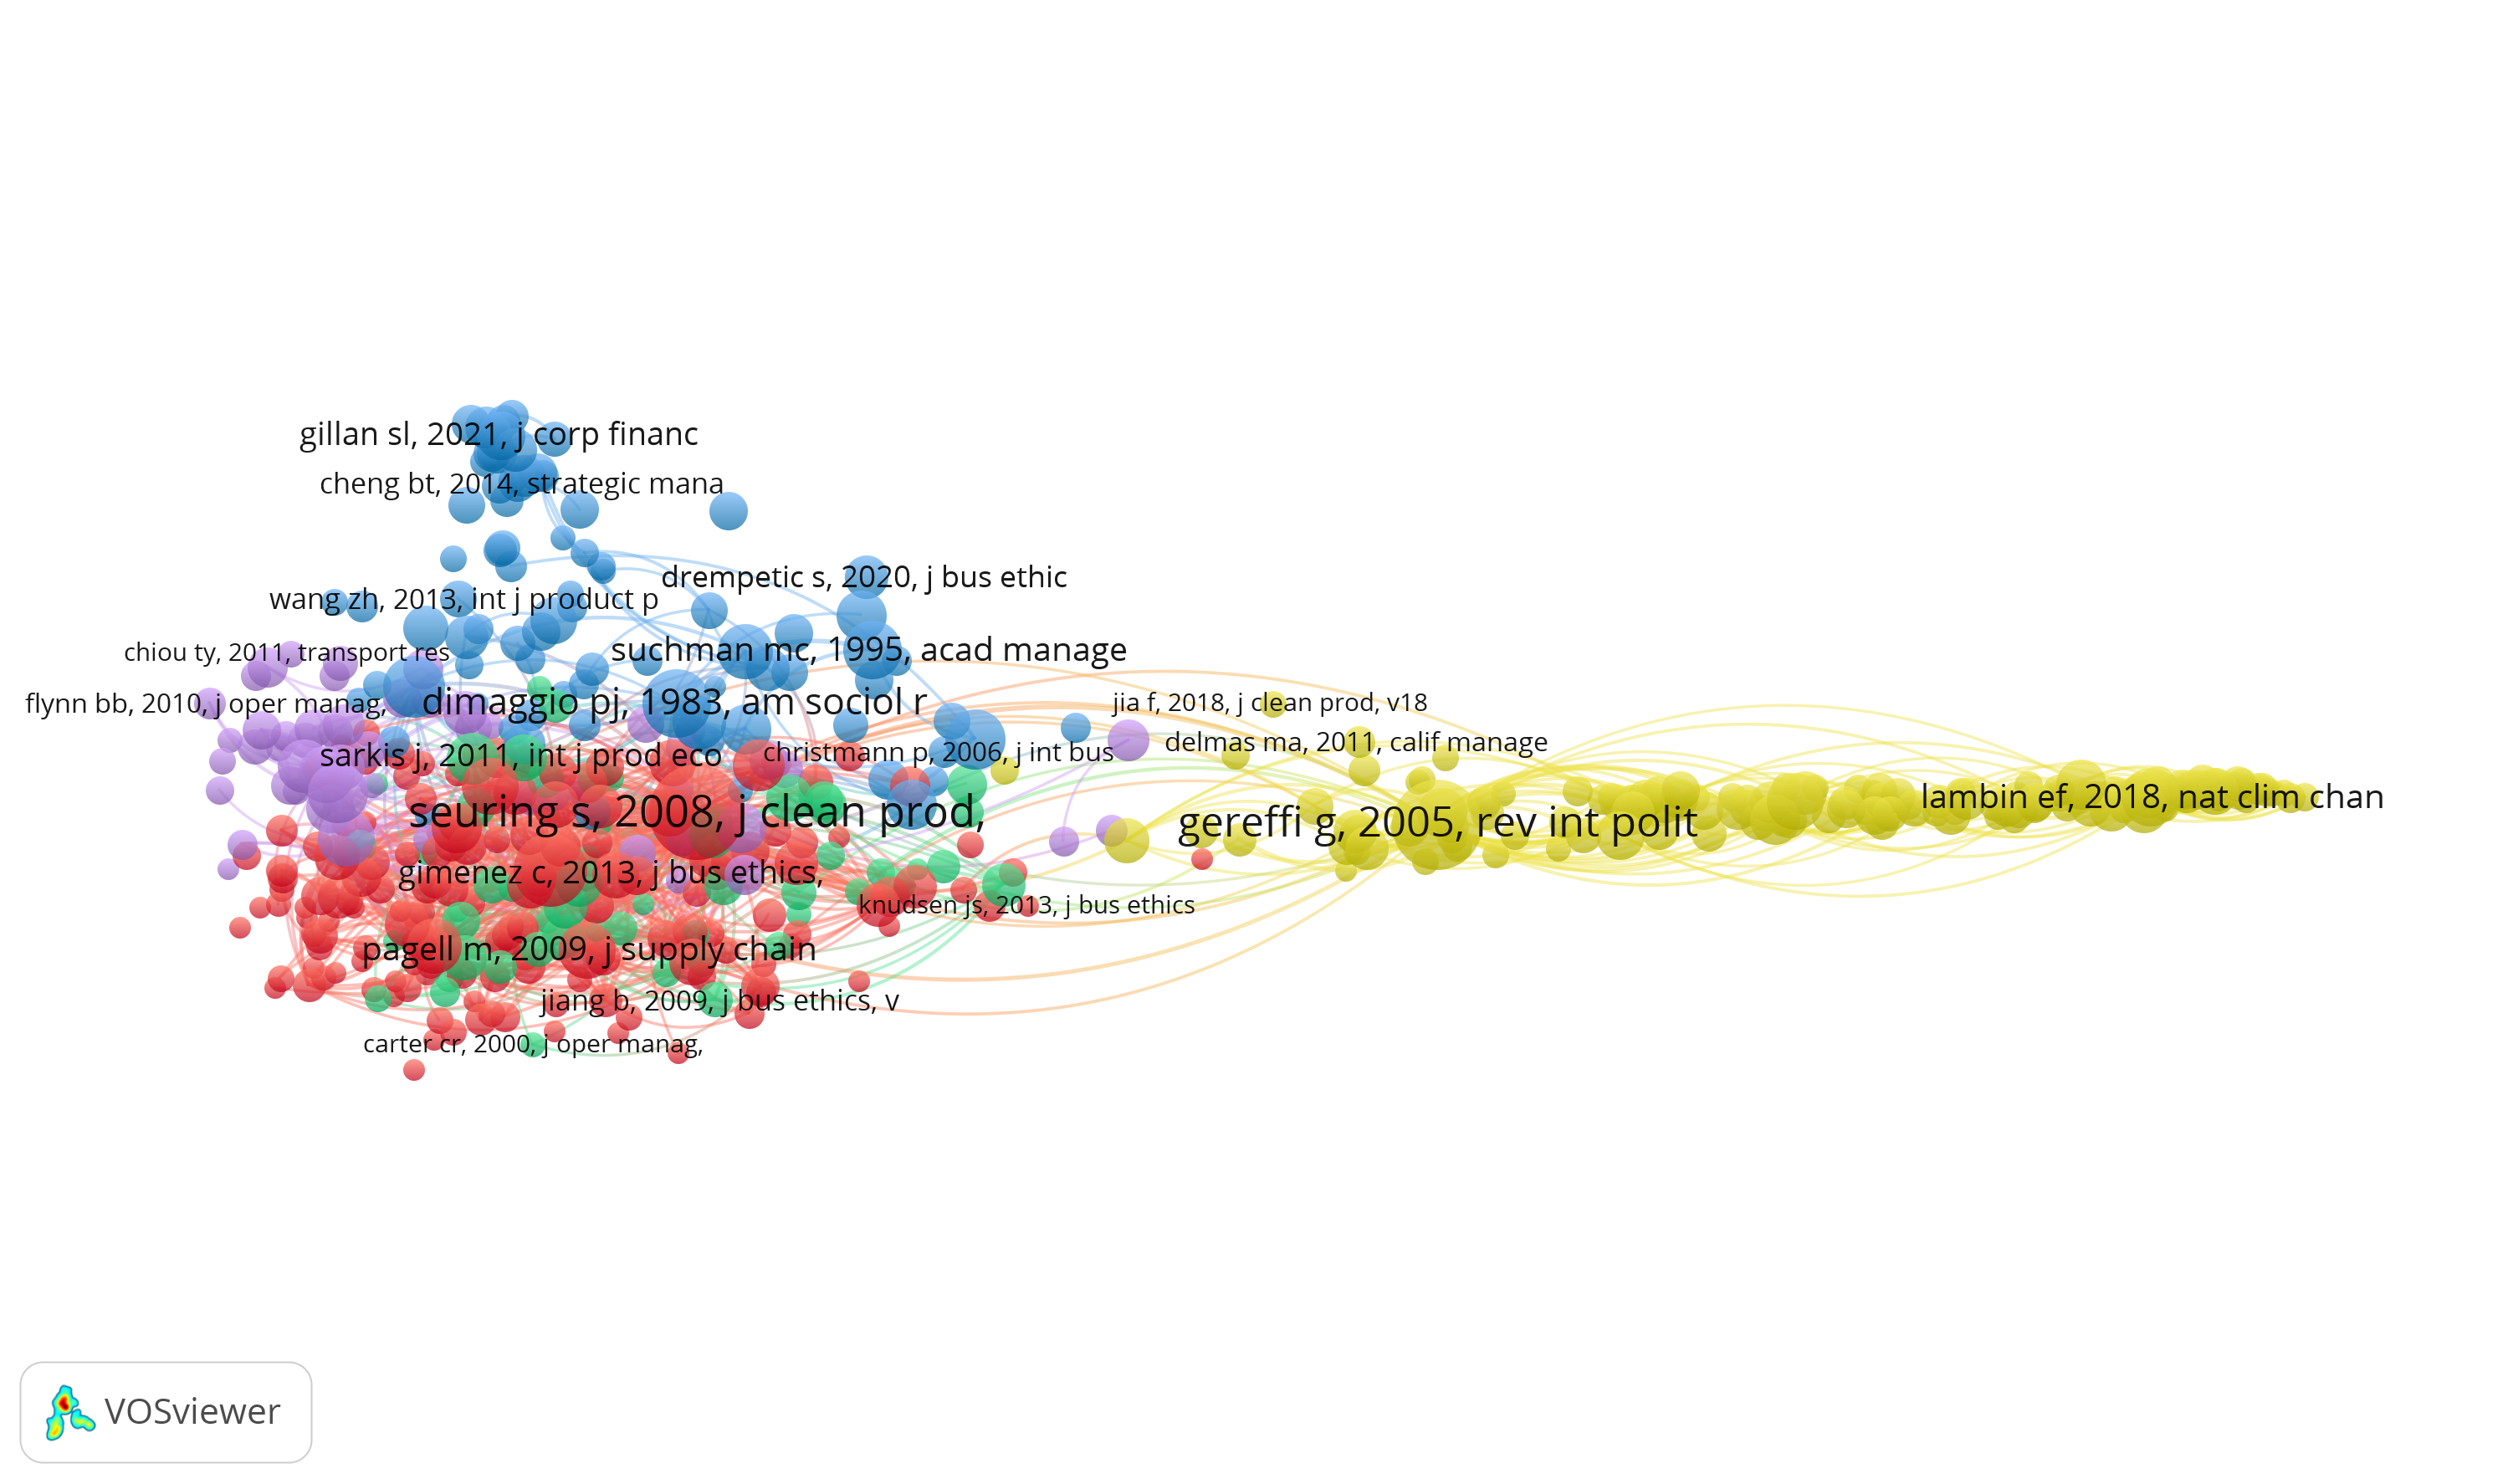 gillan sl, 2021, j corp financ
cheng bt, 2014, strategic mana
drempetic s, 2020, j bus ethic
wang zh, 2013, int j product p
suchman mc, 1995, acad manage
chiou ty, 2011, transport res
flynn bb, 2010, j oper manag,
dimaggio pj, 1983, am sociol r
jia f, 2018, j clean prod, v18
delmas ma, 2011, calif manage
sarkis j, 2011, int j prod eco
christmann p, 2006, j int bus
lambin ef, 2018, nat clim chan
seuring s, 2008, j clean prod,
gereffi g, 2005, rev int polit
gimenez c, 2013, j bus ethics,
knudsen js, 2013, j bus ethics
pagell m, 2009, j supply chain
jiang b, 2009, j bus ethics, v
carter cr, 2000, j oper manag,
VOSviewer